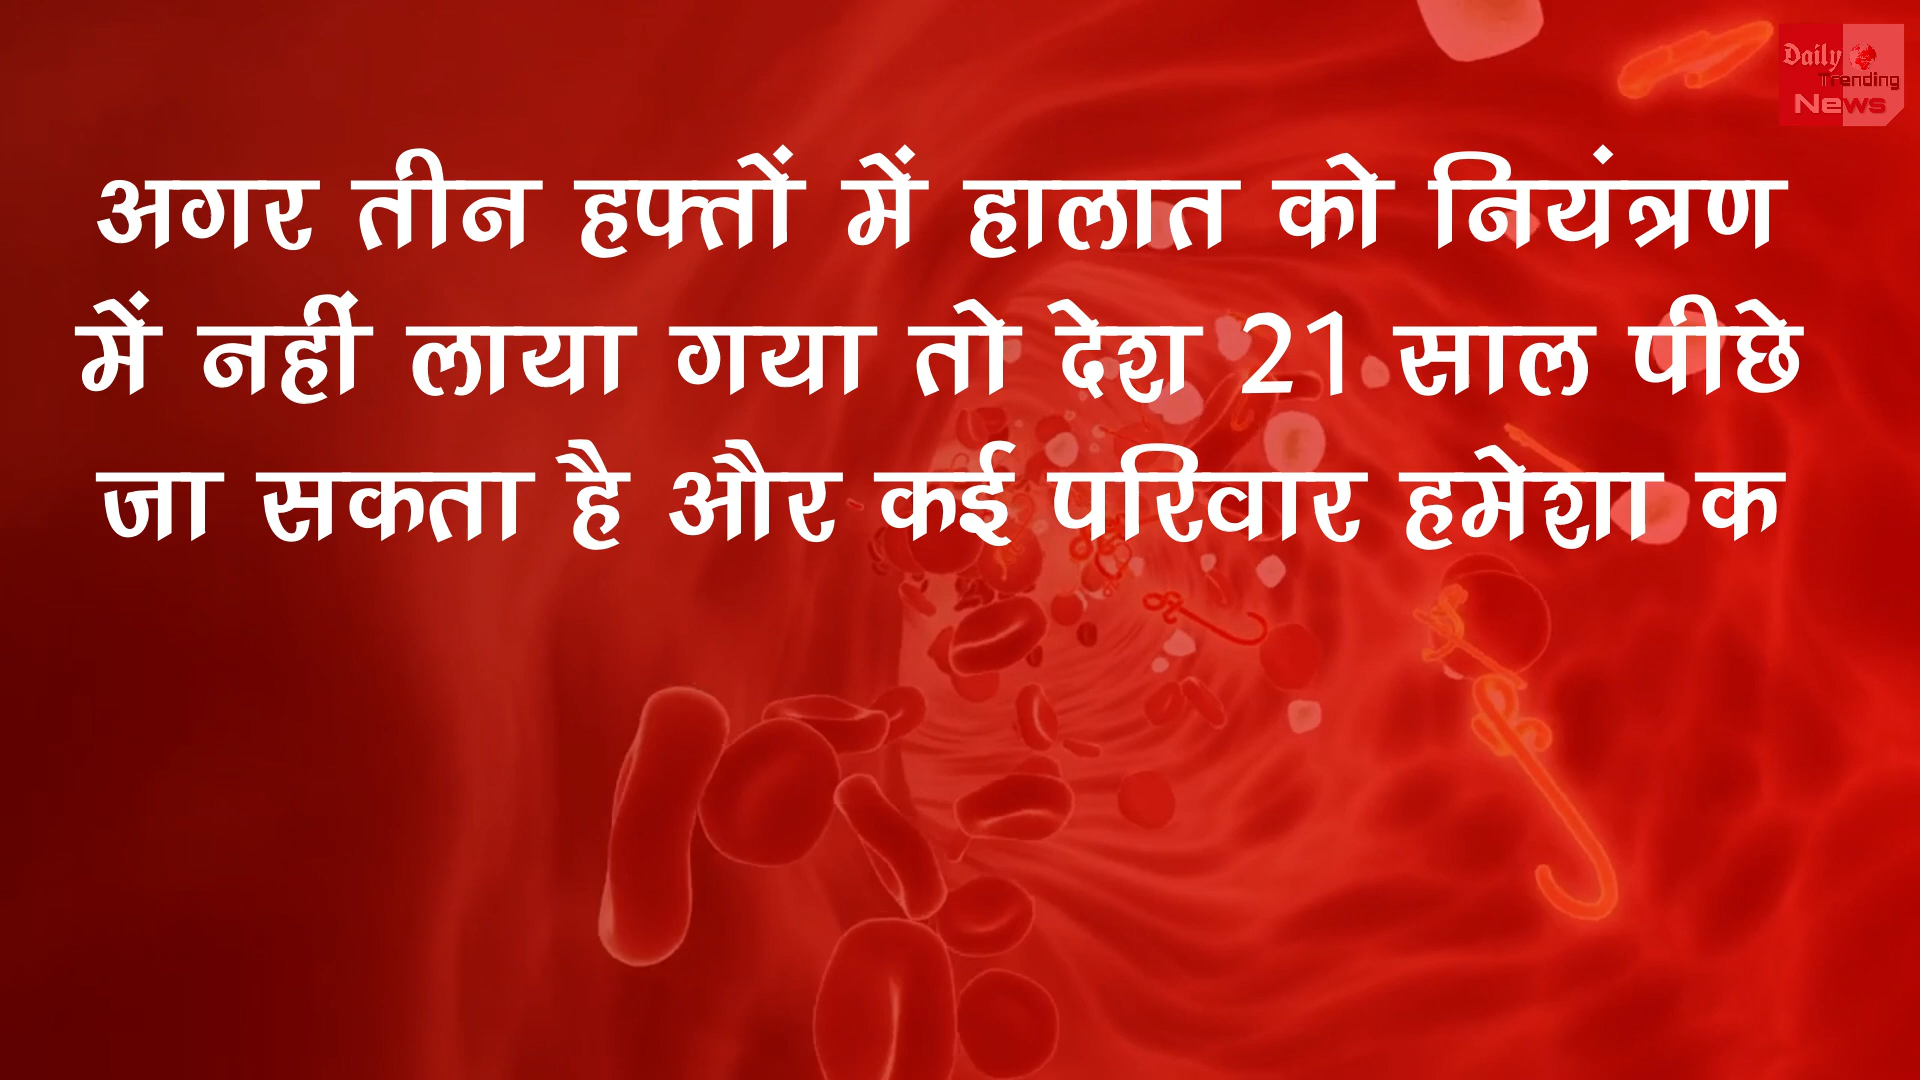 Daily
Trending
News
अगर तीन हफ्तों में हालात को नियंत्रण
में नहीं लाया गया तो देश 21 साल पीछे
जा सकता है और कई परिवार हमेशा क